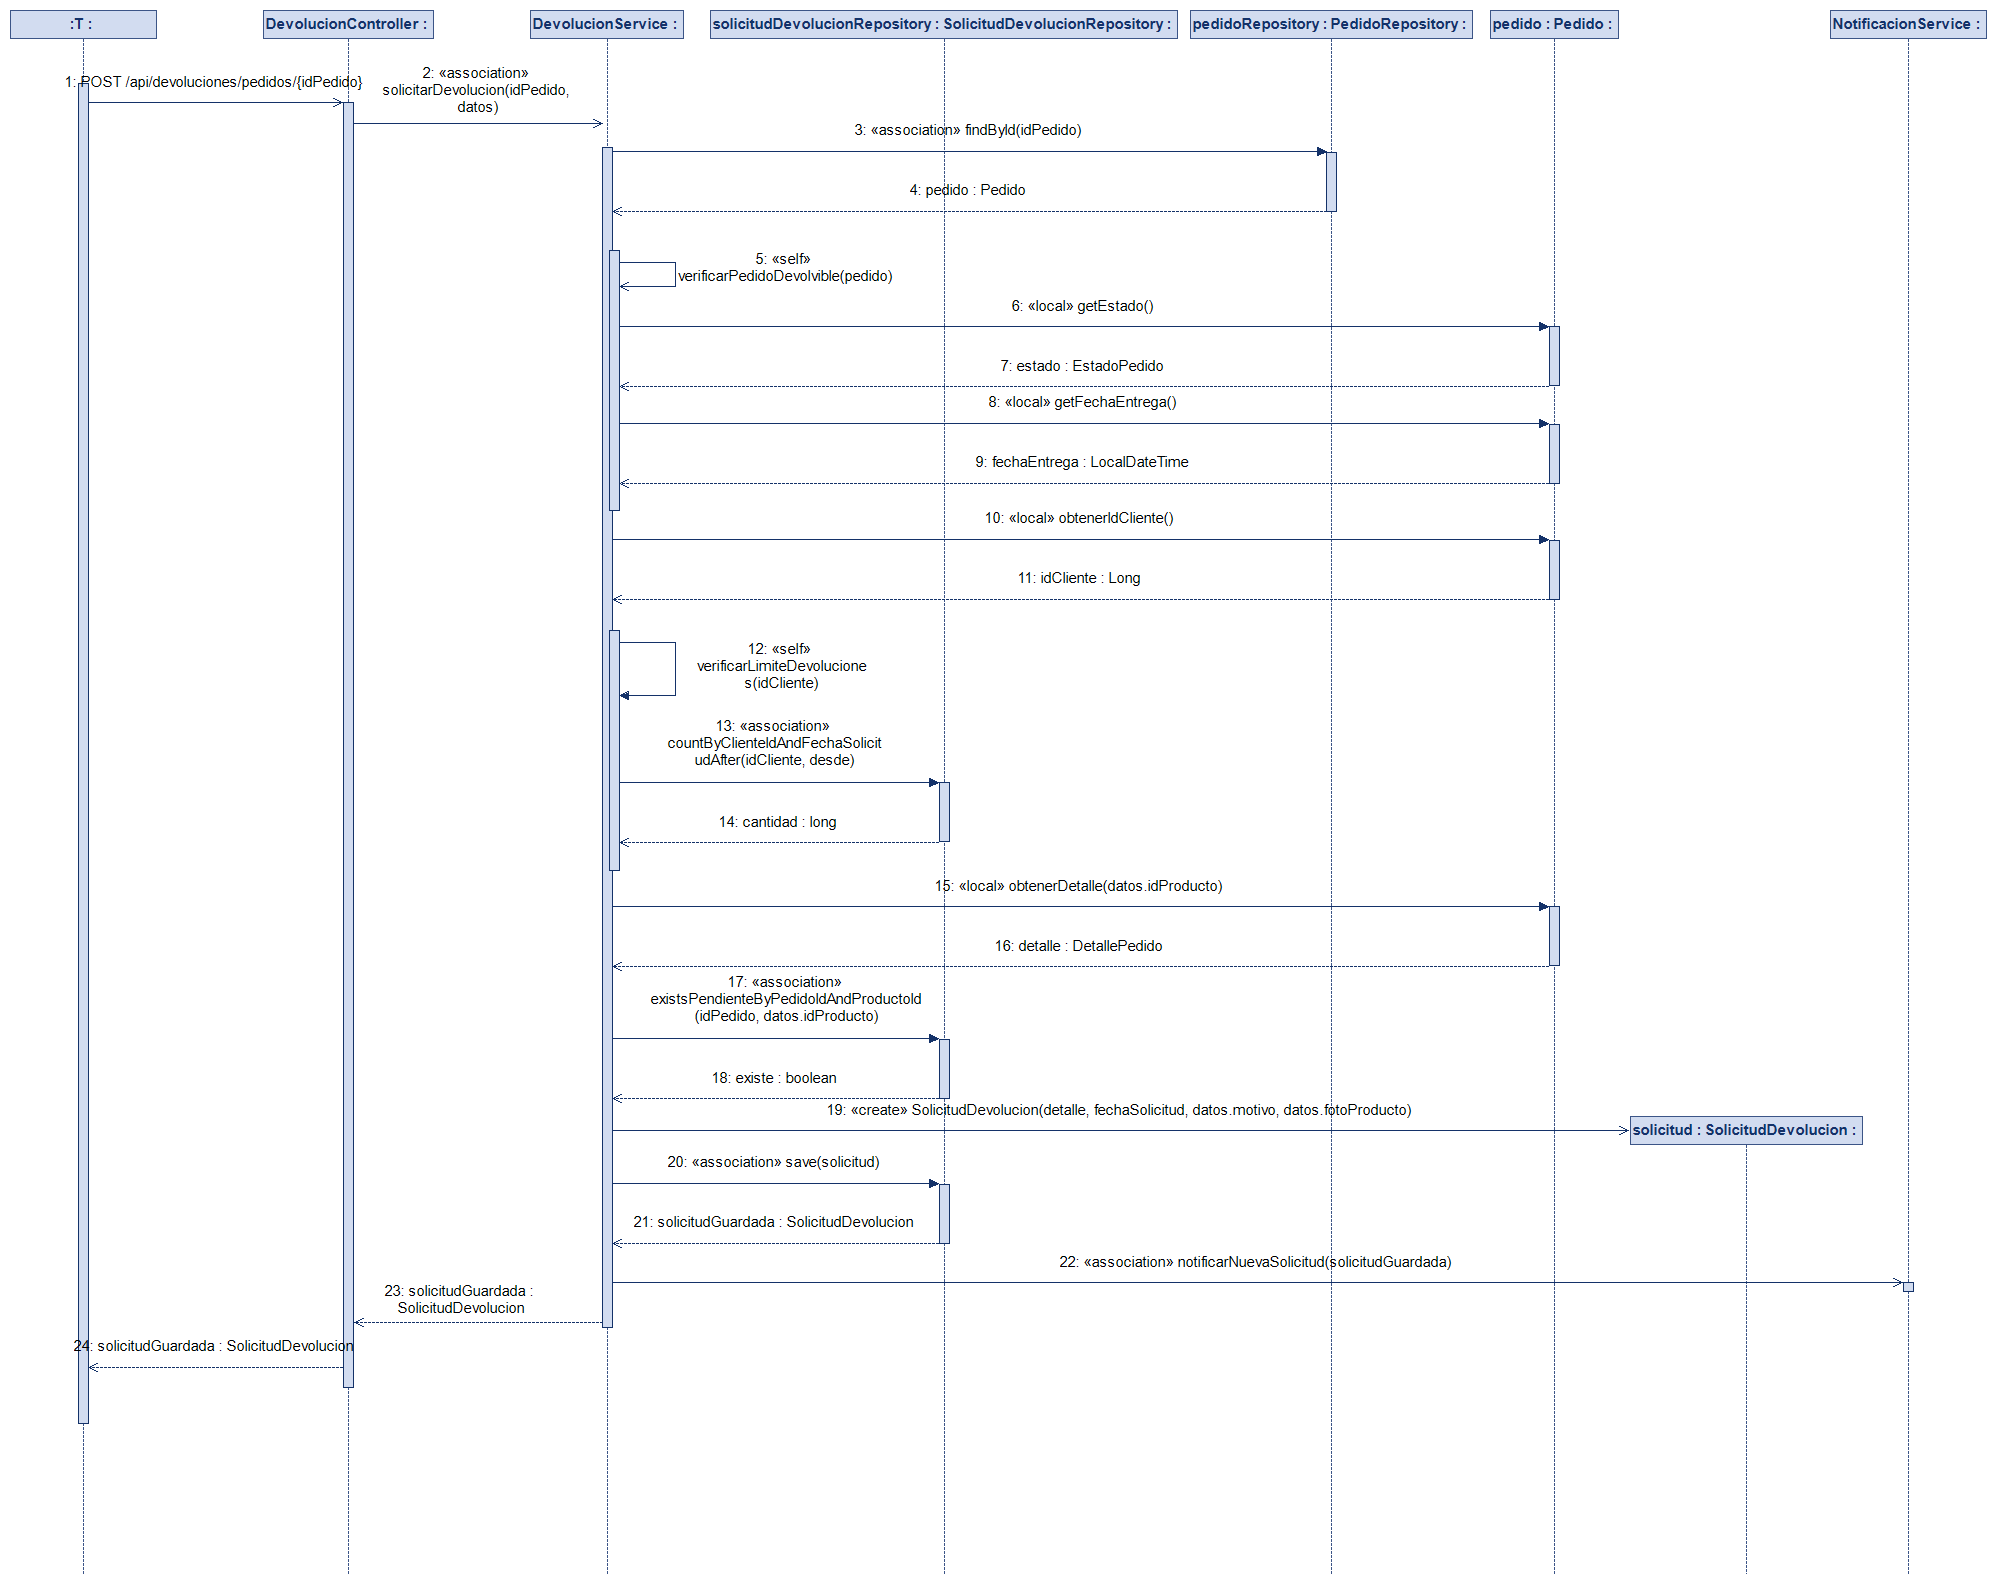 :T :
DevolucionController :
DevolucionService :
solicitudDevolucionRepository : SolicitudDevolucionRepository :
pedidoRepository : PedidoRepository :
pedido : Pedido :
NotificacionService :
1: POST /api/devoluciones/pedidos/{idPedido}
2: «association»
solicitarDevolucion(idPedido,
datos)
3: «association» findById(idPedido)
4: pedido : Pedido
5: «self»
verificarPedidoDevolvible(pedido)
6: «local» getEstado()
7: estado : EstadoPedido
8: «local» getFechaEntrega()
9: fechaEntrega : LocalDateTime
10: «local» obtenerIdCliente()
11: idCliente : Long
12: «self»
verificarLimiteDevolucione
s(idCliente)
13: «association»
countByClienteIdAndFechaSolicit
udAfter(idCliente, desde)
14: cantidad : long
15: «local» obtenerDetalle(datos.idProducto)
16: detalle : DetallePedido
17: «association»
existsPendienteByPedidoIdAndProductoId
(idPedido, datos.idProducto)
18: existe : boolean
19: «create» SolicitudDevolucion(detalle, fechaSolicitud, datos.motivo, datos.fotoProducto)
solicitud : SolicitudDevolucion :
20: «association» save(solicitud)
21: solicitudGuardada : SolicitudDevolucion
22: «association» notificarNuevaSolicitud(solicitudGuardada)
23: solicitudGuardada :
SolicitudDevolucion
24: solicitudGuardada : SolicitudDevolucion